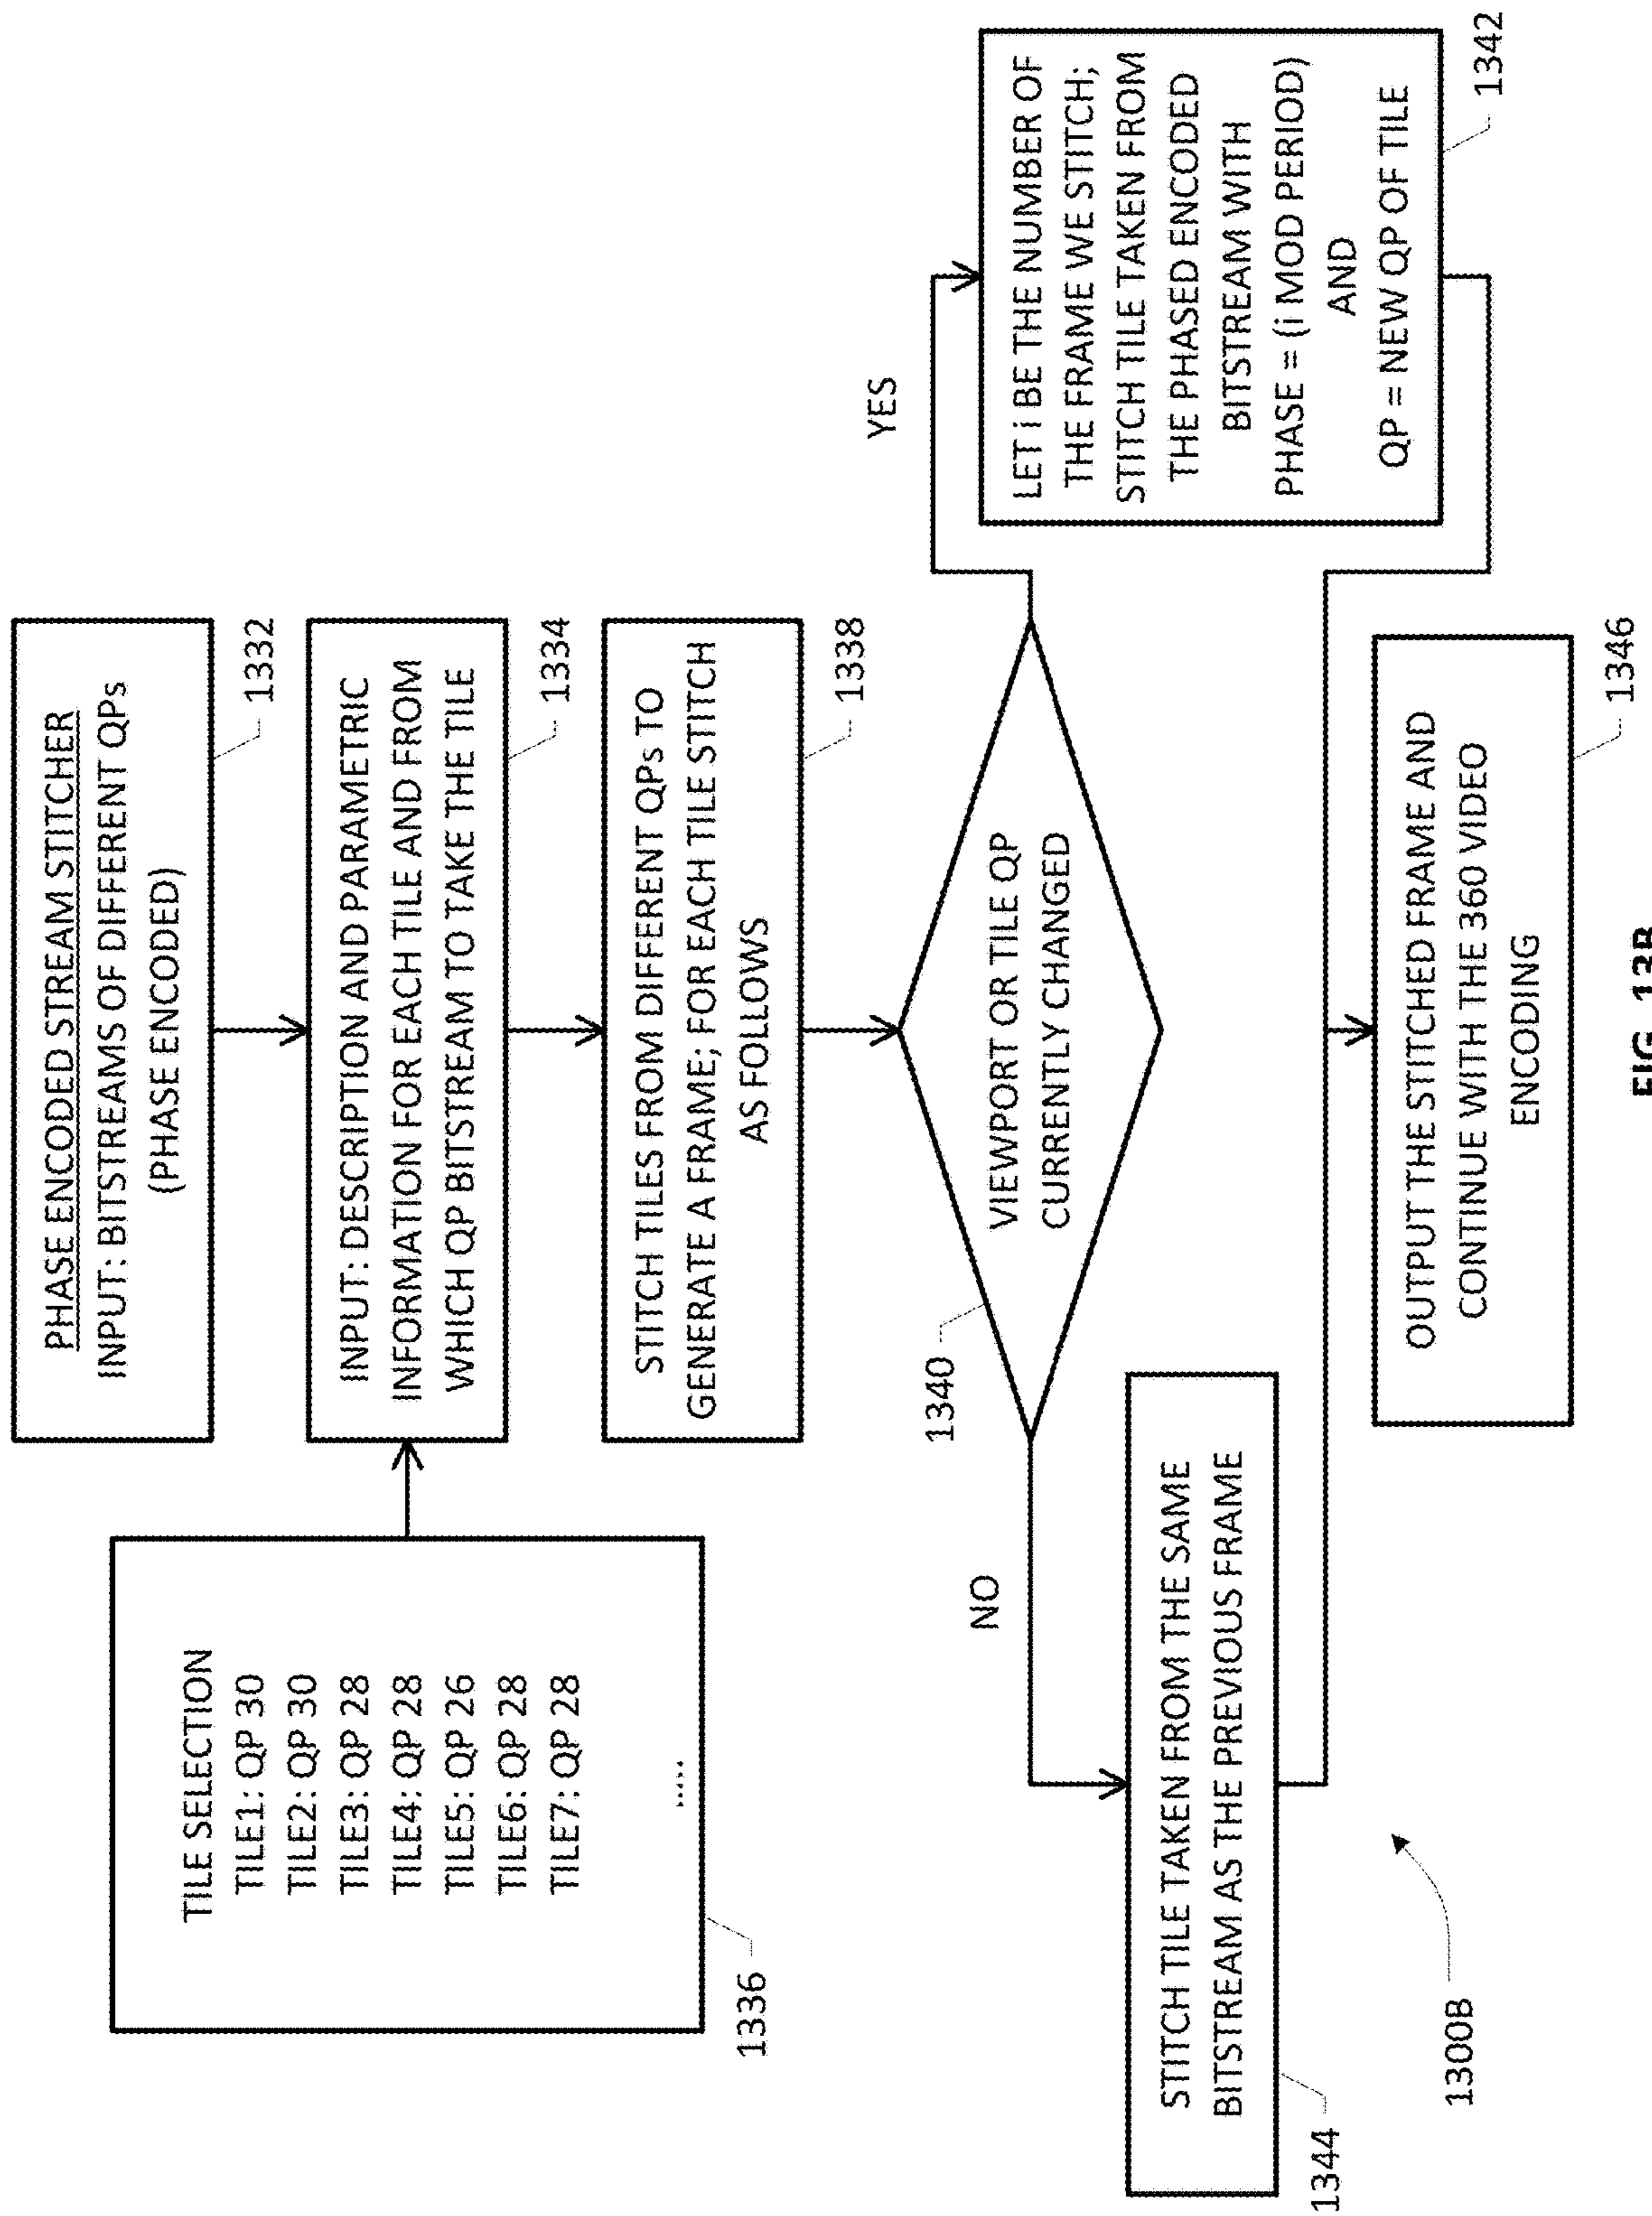 PHASE ENCODED STREAM STITCHER
INPUT: BITSTREAMS OF DIFFERENT QPs
(PHASE ENCODED)
1332
INPUT: DESCRIPTION AND PARAMETRIC
INFORMATION FOR EACH TILE AND FROM
WHICH QP BITSTREAM TO TAKE THE TILE
1334
TILE SELECTION
TILE1: QP 30
TILE2: QP 30
TILE3: QP 28
TILE4: QP 28
TILE5: QP 26
TILE6: QP 28
TILE7: QP 28
.....
1336
STITCH TILES FROM DIFFERENT QPs TO
GENERATE A FRAME; FOR EACH TILE STITCH
AS FOLLOWS
1338
VIEWPORT OR TILE QP
CURRENTLY CHANGED
1340
YES
LET i BE THE NUMBER OF
THE FRAME WE STITCH;
STITCH TILE TAKEN FROM
THE PHASED ENCODED
BITSTREAM WITH
PHASE = (i MOD PERIOD)
AND
QP = NEW QP OF TILE
1342
NO
STITCH TILE TAKEN FROM THE SAME
BITSTREAM AS THE PREVIOUS FRAME
1344
OUTPUT THE STITCHED FRAME AND
CONTINUE WITH THE 360 VIDEO
ENCODING
1346
1300B
FIG. 13B